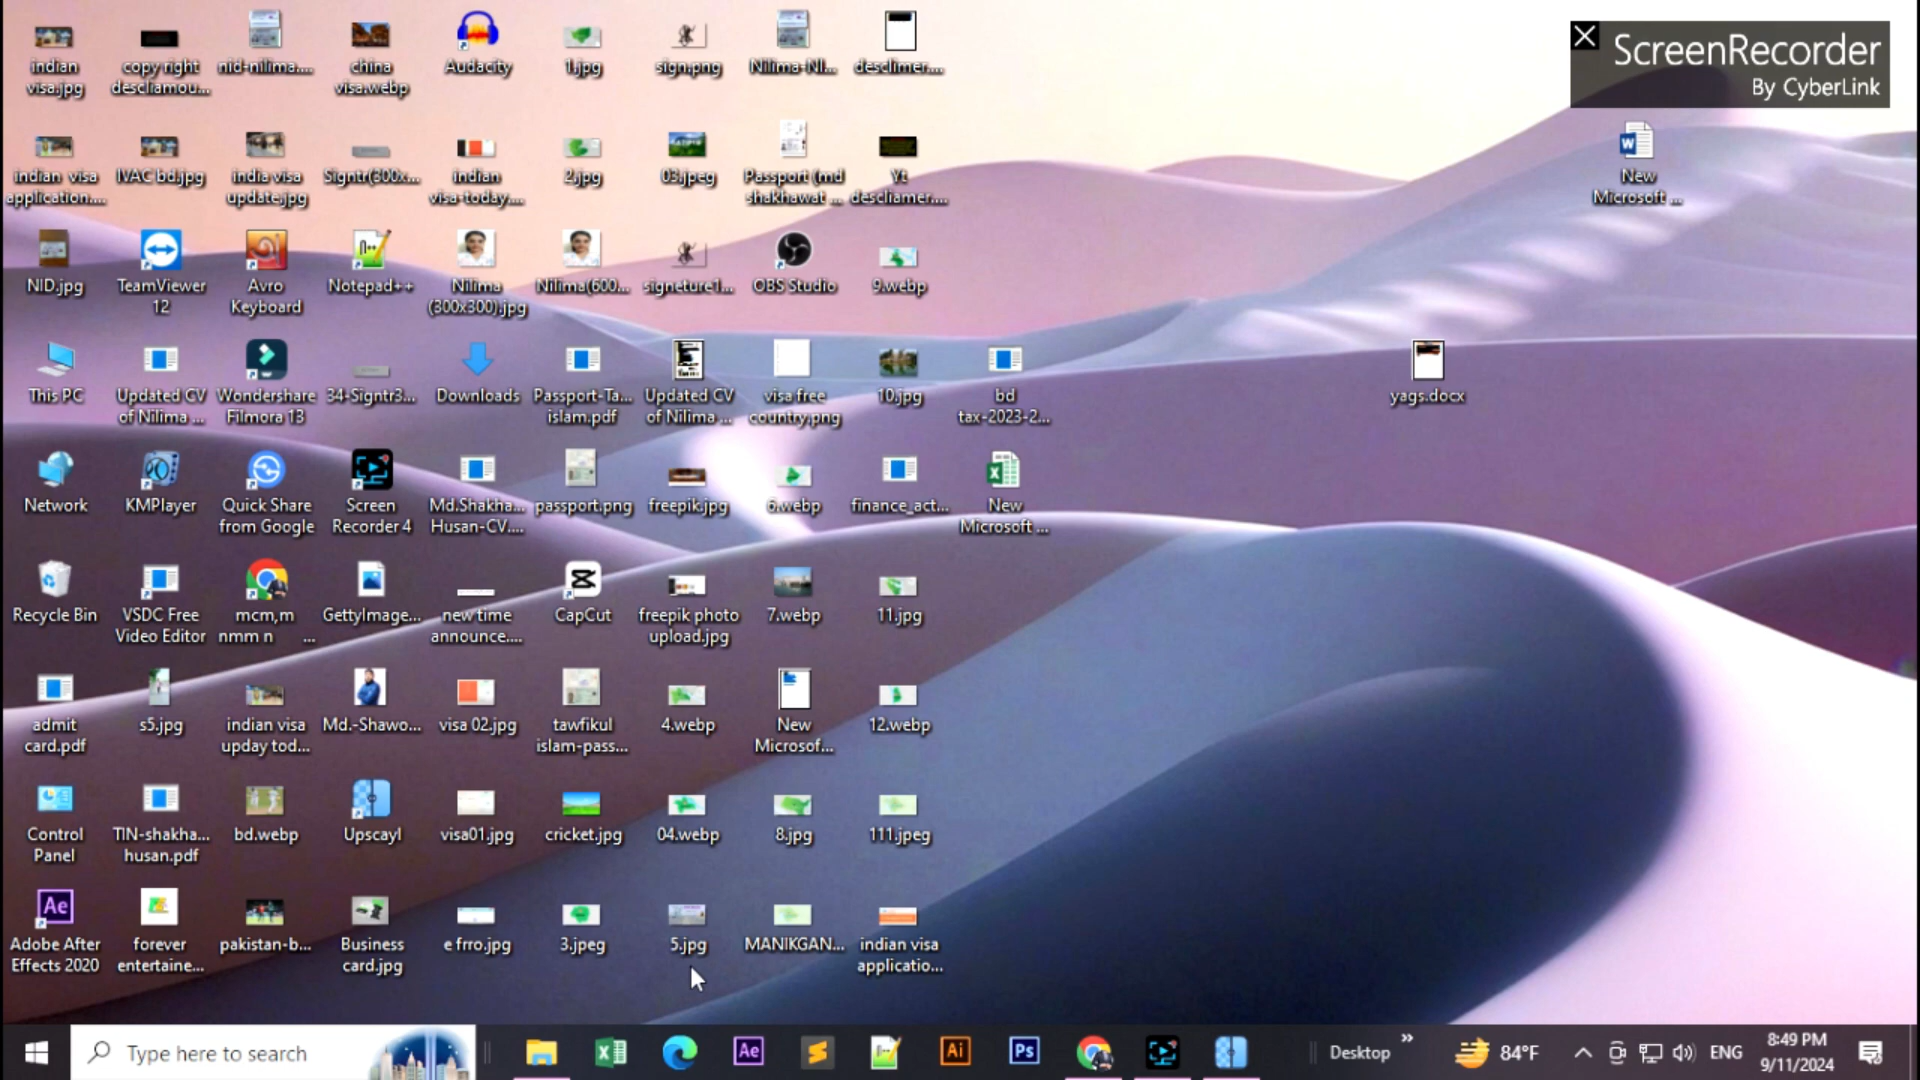 indian
visa.jpg
copy right
descliamou...
nid-nilima....
china
visa.webp
Audacity
1.jpg
sign.png
Nilima-NI...
desclimer....
ScreenRecorder
By CyberLink
indian visa
application....
IVAC bd.jpg
india visa
update.jpg
Signtr(300x...
indian
visa-today....
2.jpg
03.jpeg
Passport (md
shakhawat ...
Yt
descliamer....
New
Microsoft ...
NID.jpg
TeamViewer
12
Avro
Keyboard
Notepad++
Nilima
(300x300).jpg
Nilima(600...
signeture1...
OBS Studio
9.webp
This PC
Updated CV
of Nilima ...
Wondershare
Filmora 13
34-Signtr3...
Downloads
Passport-Ta...
islam.pdf
Updated CV
of Nilima ...
visa free
country.png
10.jpg
bd
tax-2023-2...
yags.docx
Network
KMPlayer
Quick Share
from Google
Screen
Recorder 4
Md.Shakha...
Husan-CV....
passport.png
freepik.jpg
6.webp
finance_act...
New
Microsoft ...
Recycle Bin
VSDC Free
Video Editor
mcm,m
nmm n ...
GettyImage...
new time
announce....
CapCut
freepik photo
upload.jpg
7.webp
11.jpg
admit
card.pdf
s5.jpg
indian visa
upday tod...
Md.-Shawo...
visa 02.jpg
tawfikul
islam-pass...
4.webp
New
Microsof...
12.webp
Control
Panel
TIN-shakha...
husan.pdf
bd.webp
Upscayl
visa01.jpg
cricket.jpg
04.webp
8.jpg
111.jpeg
Adobe After
Effects 2020
forever
entertaine...
pakistan-b...
Business
card.jpg
e frro.jpg
3.jpeg
5.jpg
MANIKGAN...
indian visa
applicatio...
Type here to search
Desktop
84°F
ENG
8:49 PM
9/11/2024